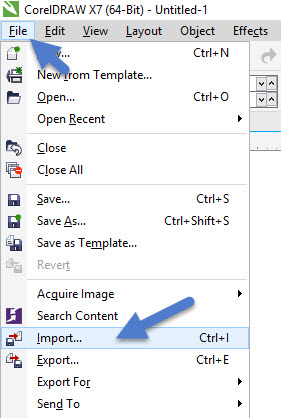 CorelDRAW X7 (64-Bit) - Untitled-1
File Edit View Layout Object Effects
Ctrl+N
New from Template...
Open... Ctrl+O
Open Recent
Close
Close All
Save... Ctrl+S
Save As... Ctrl+Shift+S
Save as Template...
Revert
Acquire Image
Search Content
Import... Ctrl+I
Export... Ctrl+E
Export For
Send To